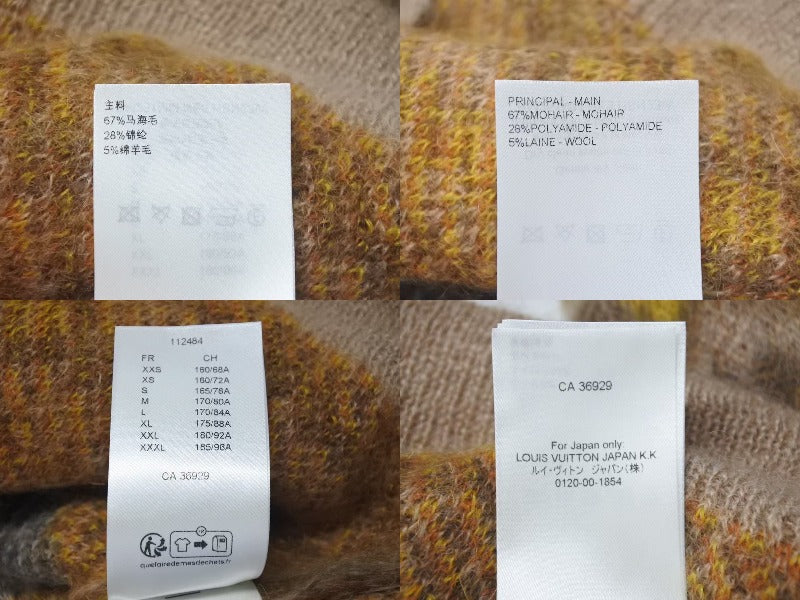 主料
67%马海毛
28%锦纶
5%绵羊毛
PRINCIPAL - MAIN
67%MOHAIR - MOHAIR
28%POLYAMIDE - POLYAMIDE
5%LAINE - WOOL
112484
FR CH
XXS 160/68A
XS 160/72A
S 165/76A
M 170/80A
L 170/84A
XL 175/88A
XXL 180/92A
XXXL 185/96A
CA 36929
FR
quefairedemesdechets.fr
CA 36929
For Japan only:
LOUIS VUITTON JAPAN K.K
ルイ・ヴィトン ジャパン(株)
0120-00-1854